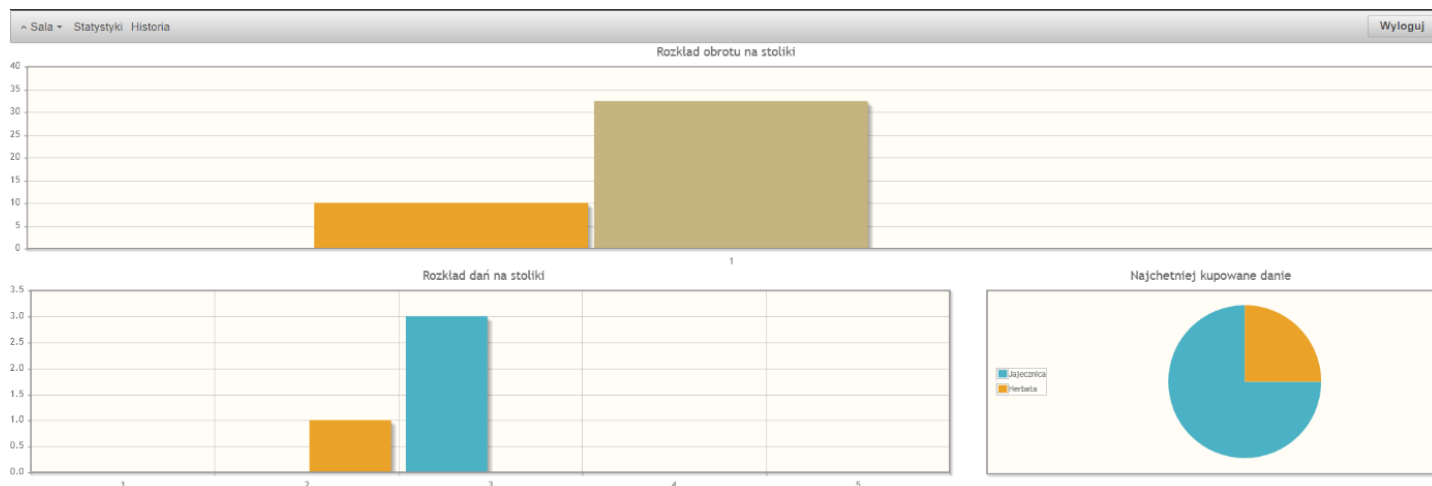 Sala Statystyki Historia Wyloguj
Rozkład obrotu na stoliki
40
35
30
25
20
15
10
5
0
1
Rozkład dań na stoliki
3.5
3.0
2.5
2.0
1.5
1.0
0.5
0.0
1 2 3 4 5
Najchetniej kupowane danie
Jajecznica
Herbata